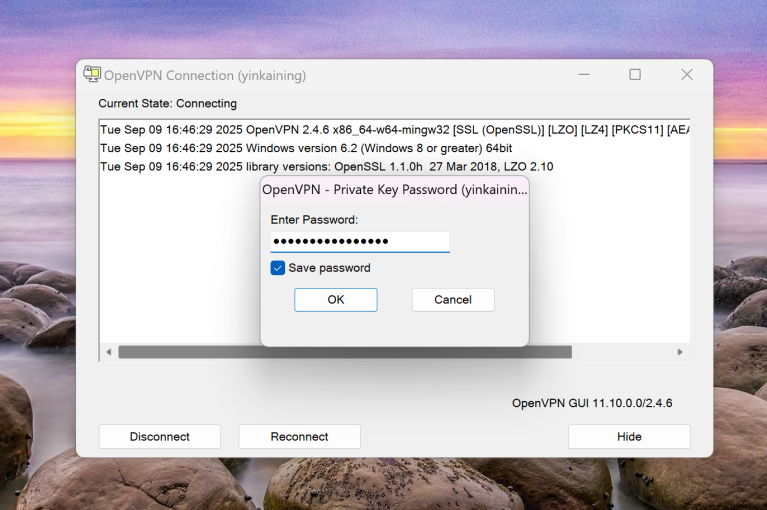 OpenVPN Connection (yinkaining)
Current State: Connecting
Tue Sep 09 16:46:29 2025 OpenVPN 2.4.6 x86_64-w64-mingw32 [SSL (OpenSSL)] [LZO] [LZ4] [PKCS11] [AEA
Tue Sep 09 16:46:29 2025 Windows version 6.2 (Windows 8 or greater) 64bit
Tue Sep 09 16:46:29 2025 library versions: OpenSSL 1.1.0h  27 Mar 2018, LZO 2.10
OpenVPN - Private Key Password (yinkainin...
Enter Password:
●●●●●●●●●●●●●●●●
Save password
OK Cancel
OpenVPN GUI 11.10.0.0/2.4.6
Disconnect Reconnect Hide